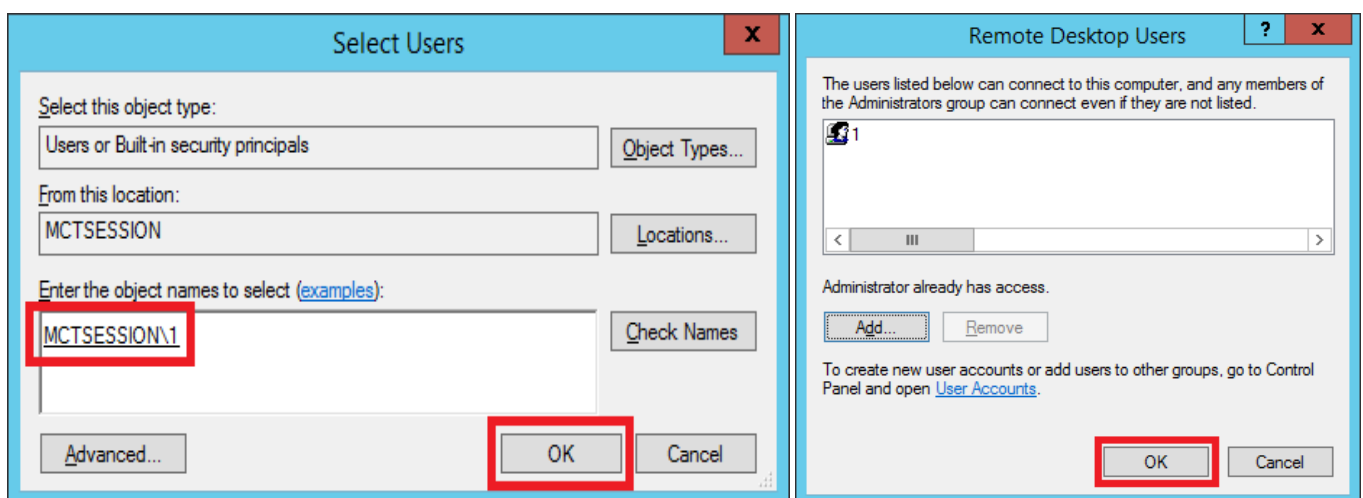 Select Users
x
Select this object type:
Users or Built-in security principals
Object Types...
From this location:
MCTSESSION
Locations...
Enter the object names to select (examples):
MCTSESSION\1
Check Names
Advanced...
OK
Cancel
Remote Desktop Users
?
x
The users listed below can connect to this computer, and any members of
the Administrators group can connect even if they are not listed.
1
Administrator already has access.
Add...
Remove
To create new user accounts or add users to other groups, go to Control
Panel and open User Accounts.
OK
Cancel